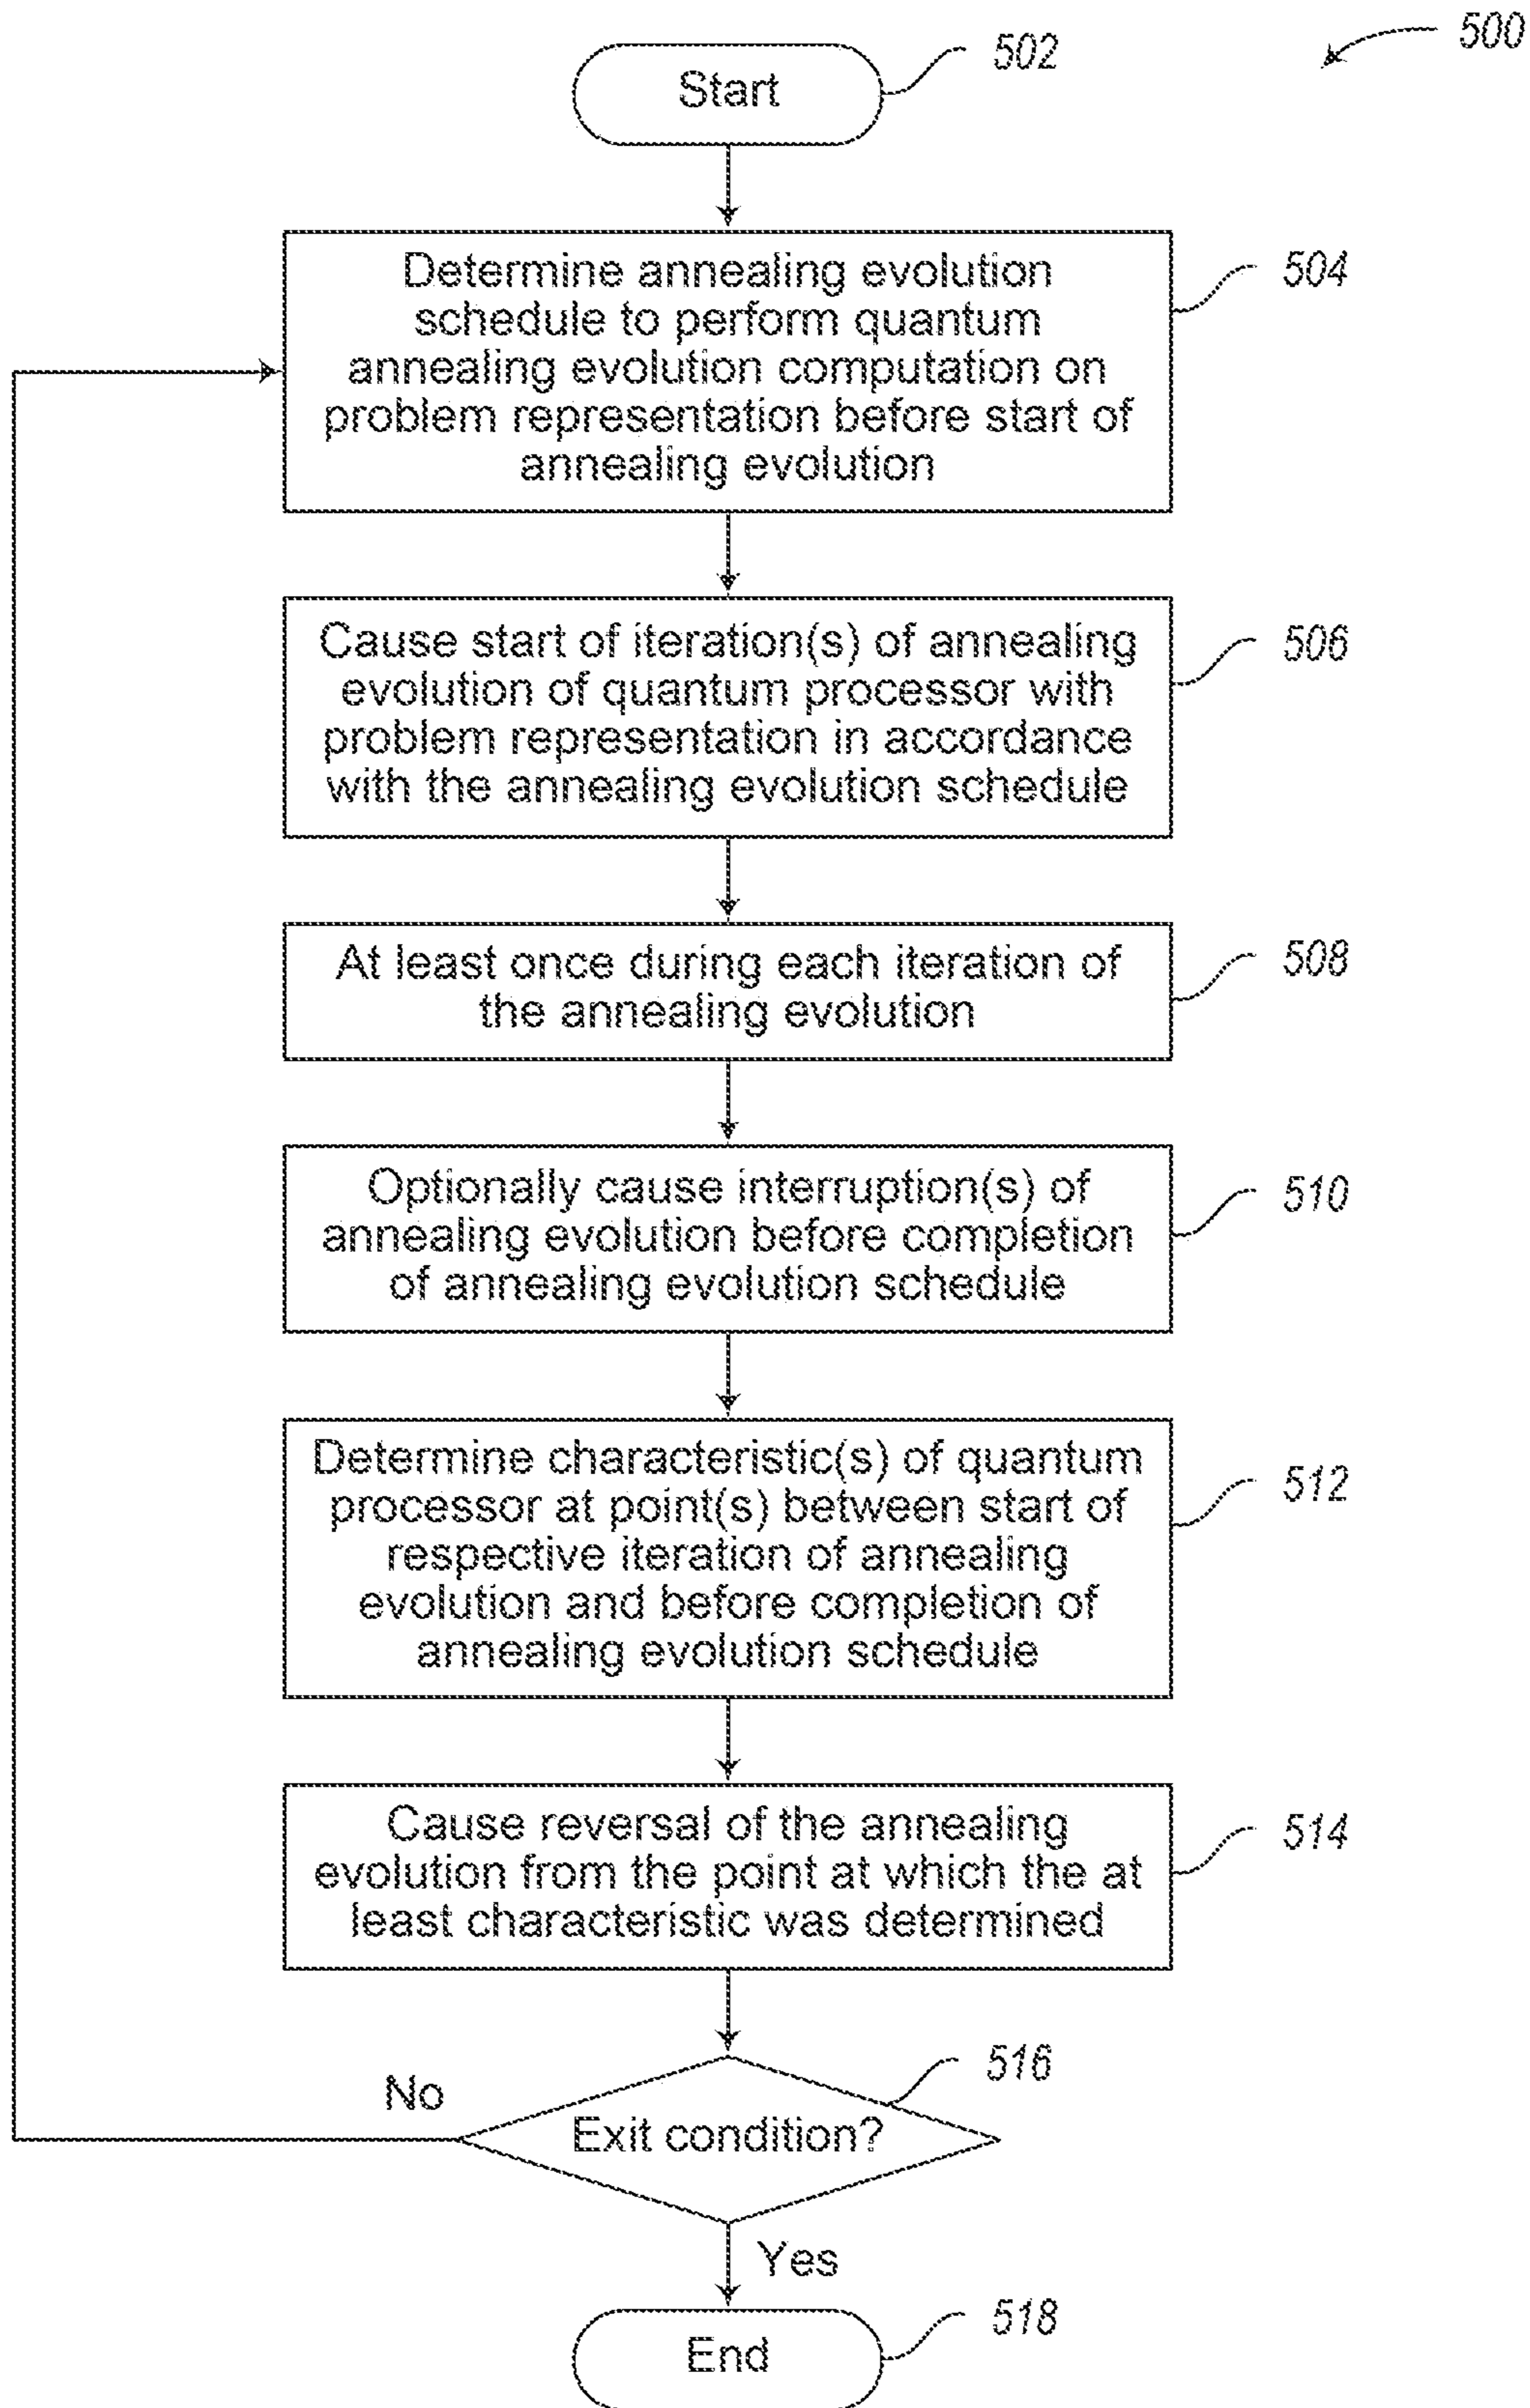 500
Start
502
Determine annealing evolution
schedule to perform quantum
annealing evolution computation on
problem representation before start of
annealing evolution
504
Cause start of iteration(s) of annealing
evolution of quantum processor with
problem representation in accordance
with the annealing evolution schedule
506
At least once during each iteration of
the annealing evolution
508
Optionally cause interruption(s) of
annealing evolution before completion
of annealing evolution schedule
510
Determine characteristic(s) of quantum
processor at point(s) between start of
respective iteration of annealing
evolution and before completion of
annealing evolution schedule
512
Cause reversal of the annealing
evolution from the point at which the at
least characteristic was determined
514
Exit condition?
516
No
Yes
End
518